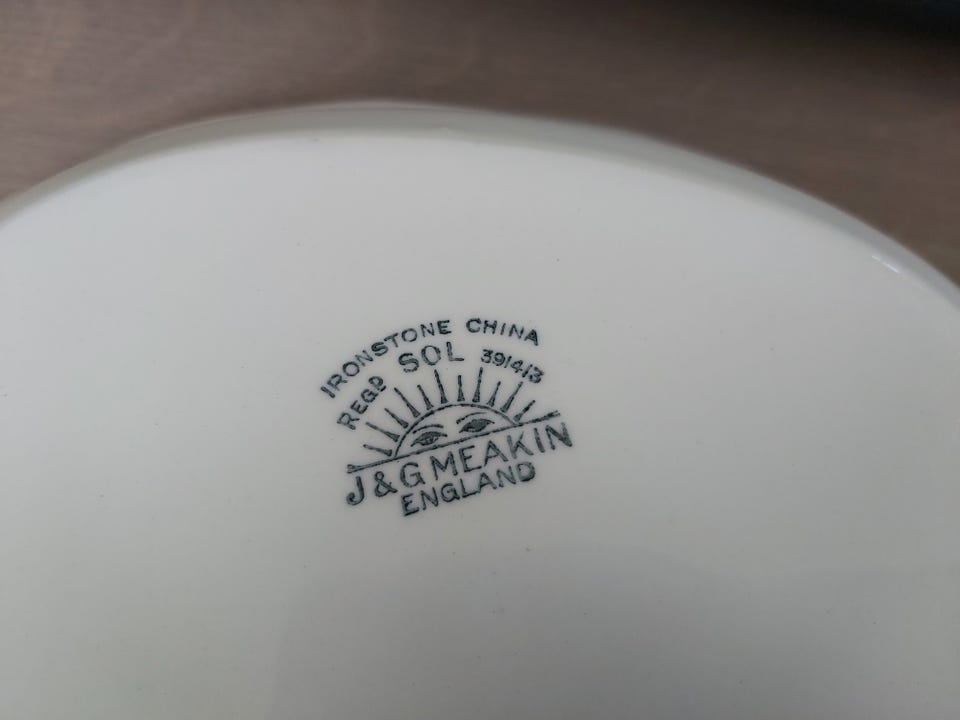 IRONSTONE CHINA
REGD SOL 391413
J & G MEAKIN
ENGLAND